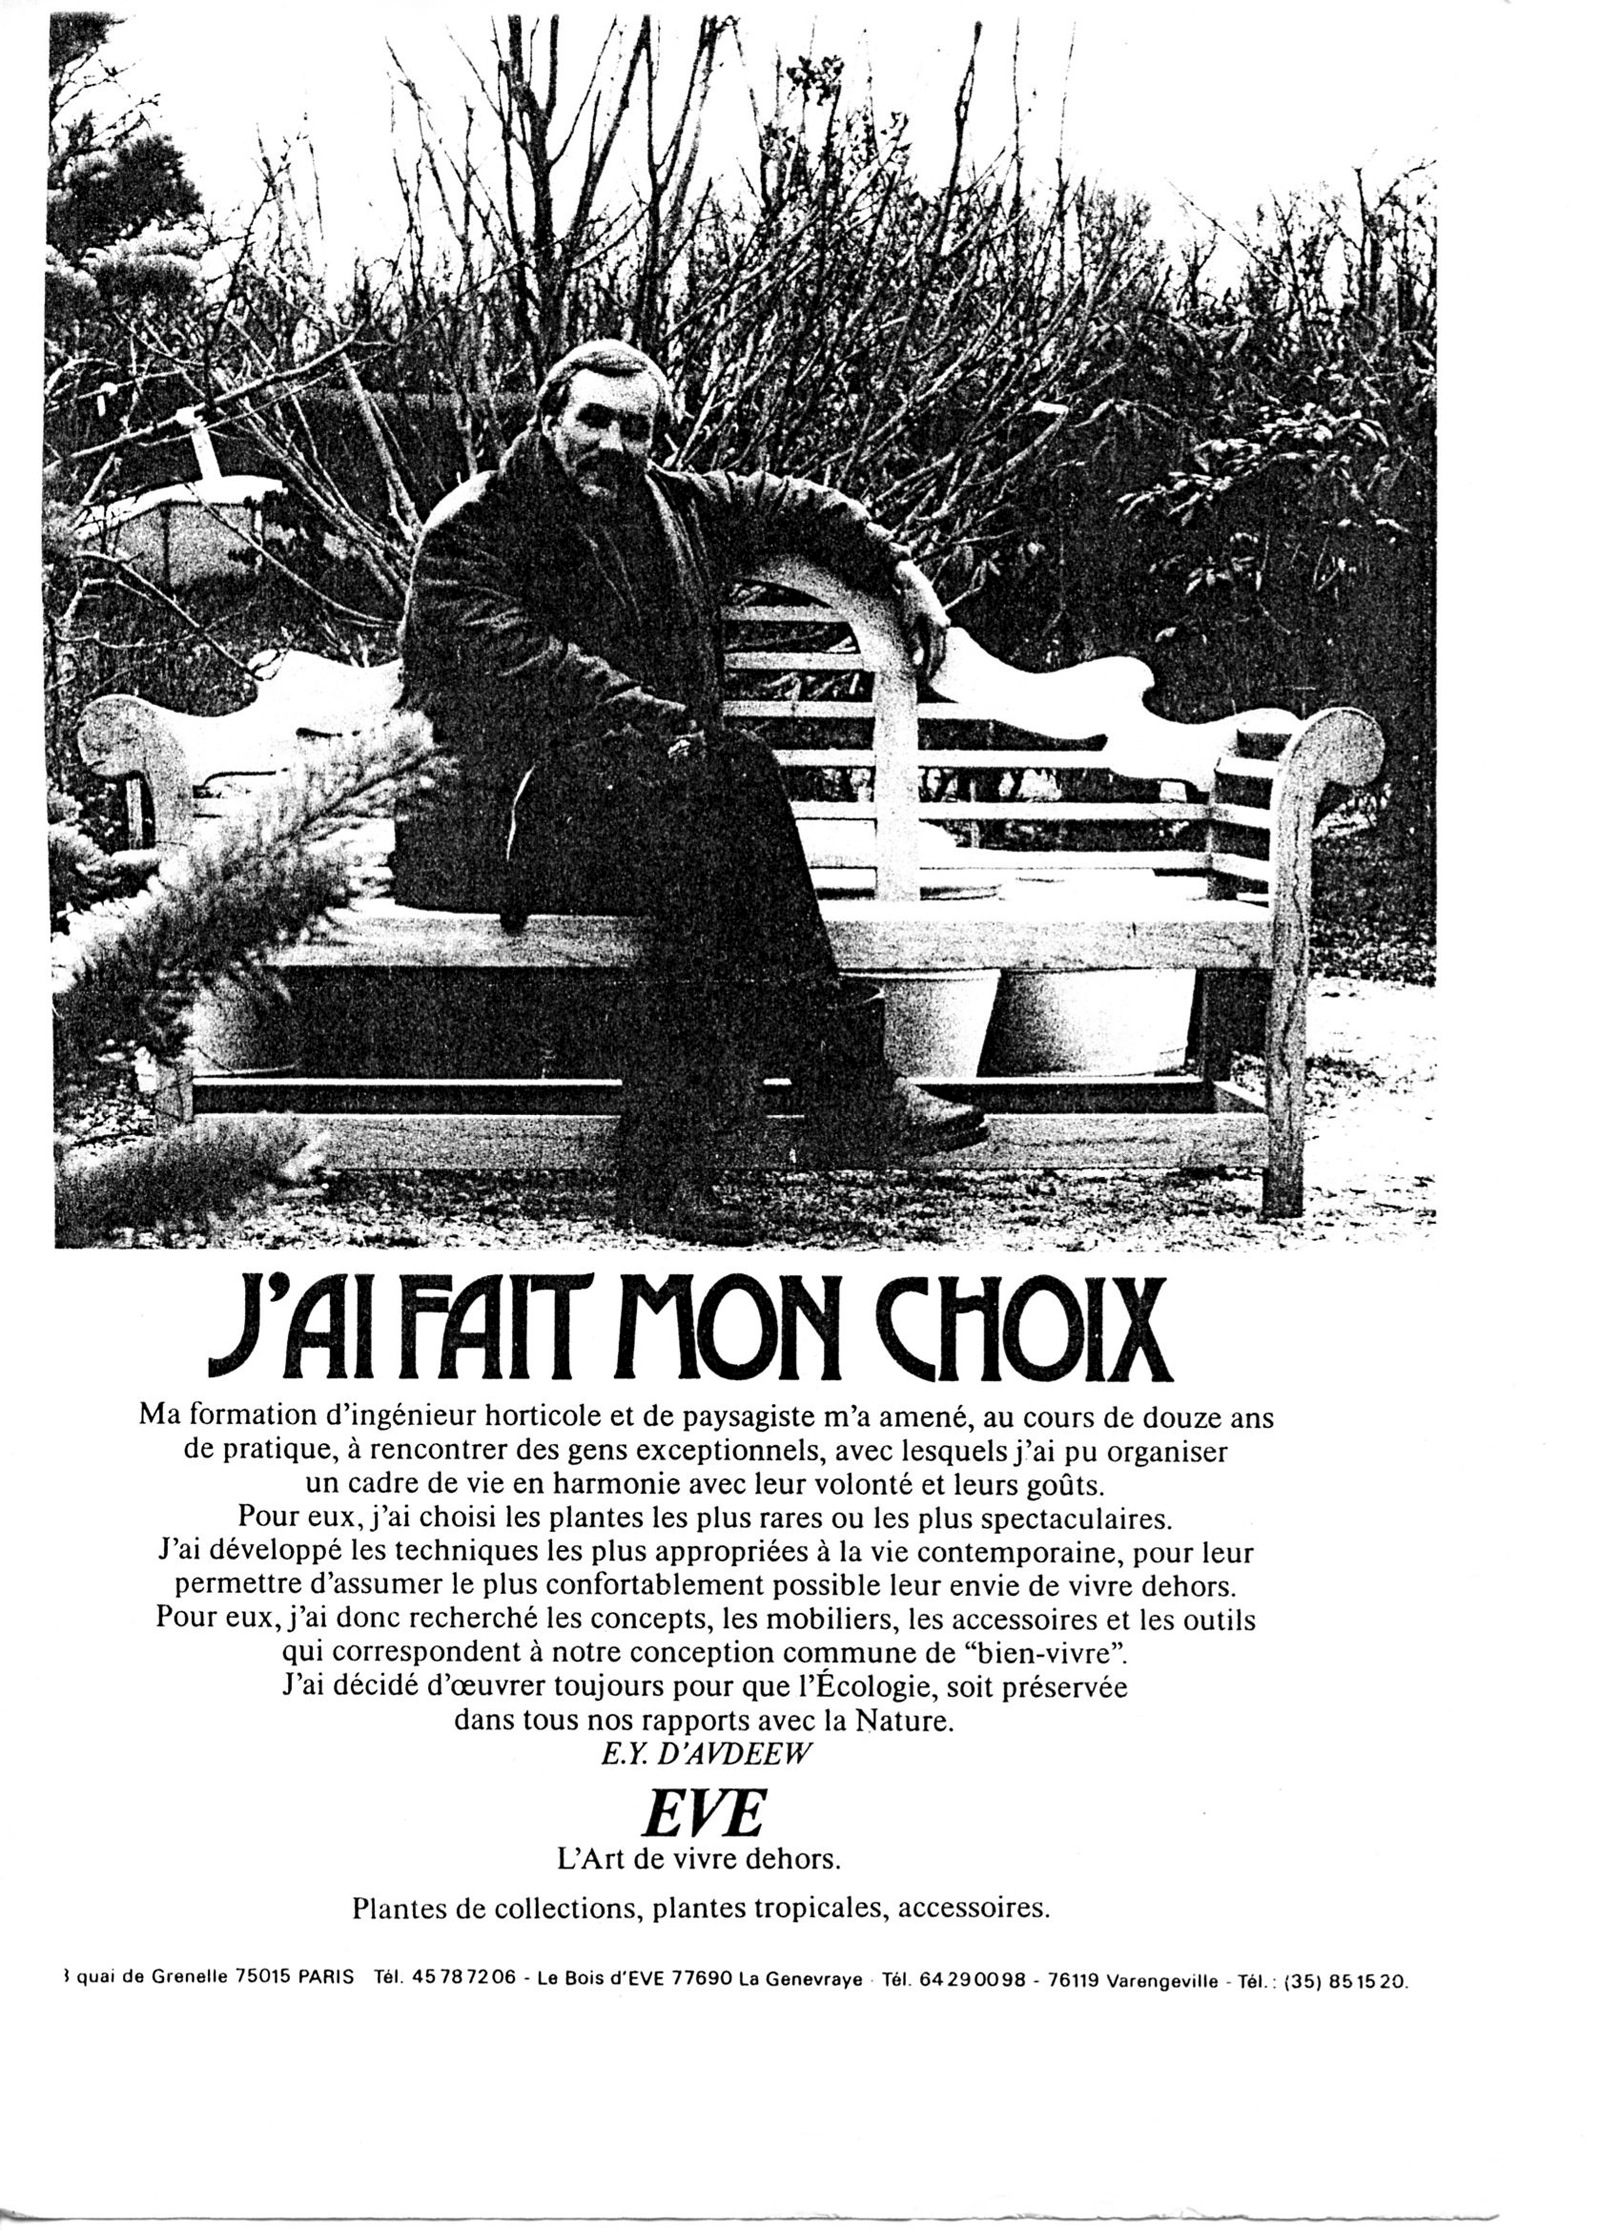 J'AI FAIT MON CHOIX
Ma formation d'ingénieur horticole et de paysagiste m'a amené, au cours de douze ans
de pratique, à rencontrer des gens exceptionnels, avec lesquels j'ai pu organiser
un cadre de vie en harmonie avec leur volonté et leurs goûts.
Pour eux, j'ai choisi les plantes les plus rares ou les plus spectaculaires.
J'ai développé les techniques les plus appropriées à la vie contemporaine, pour leur
permettre d'assumer le plus confortablement possible leur envie de vivre dehors.
Pour eux, j'ai donc recherché les concepts, les mobiliers, les accessoires et les outils
qui correspondent à notre conception commune de “bien-vivre”.
J'ai décidé d'œuvrer toujours pour que l'Écologie, soit préservée
dans tous nos rapports avec la Nature.
E.Y. D'AVDEEW
EVE
L'Art de vivre dehors.
Plantes de collections, plantes tropicales, accessoires.
quai de Grenelle 75015 PARIS Tél. 45787206 - Le Bois d'EVE 77690 La Genevraye - Tél. 64290098 - 76119 Varengeville - Tél. : (35) 851520.